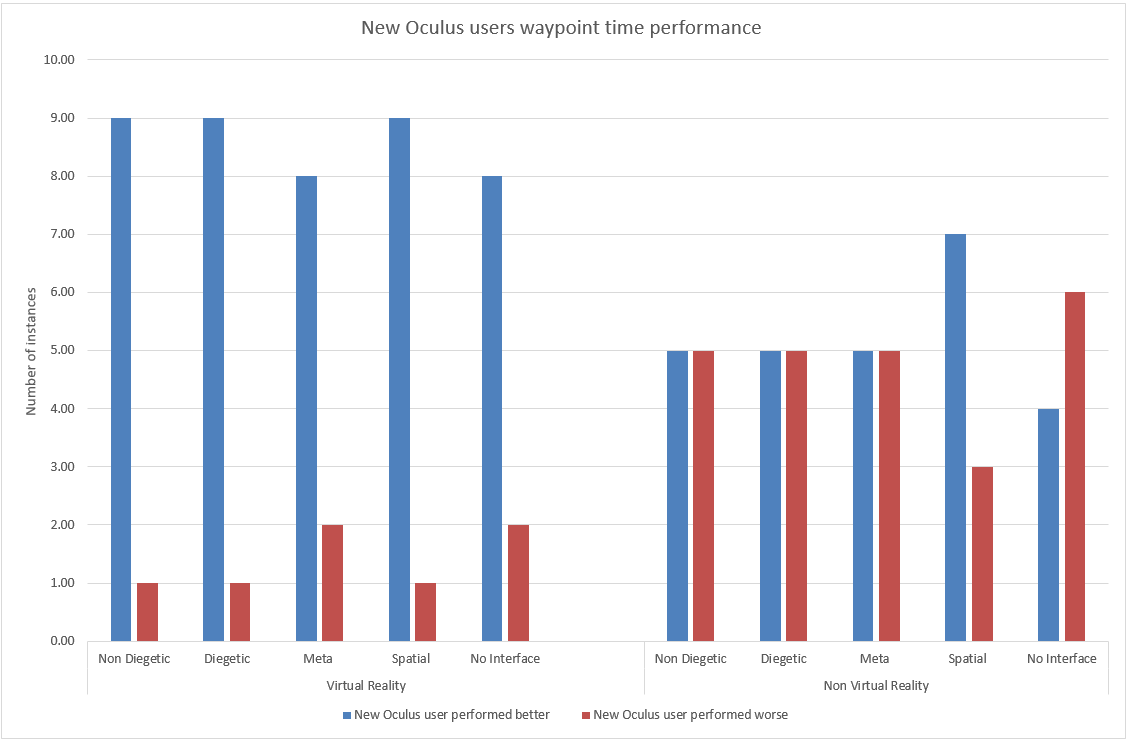 New Oculus users waypoint time performance
10.00
9.00
8.00
7.00
6.00
5.00
4.00
3.00
2.00
1.00
0.00
Number of instances
Non Diegetic Diegetic Meta Spatial No Interface Non Diegetic Diegetic Meta Spatial No Interface
Virtual Reality Non Virtual Reality
New Oculus user performed better New Oculus user performed worse